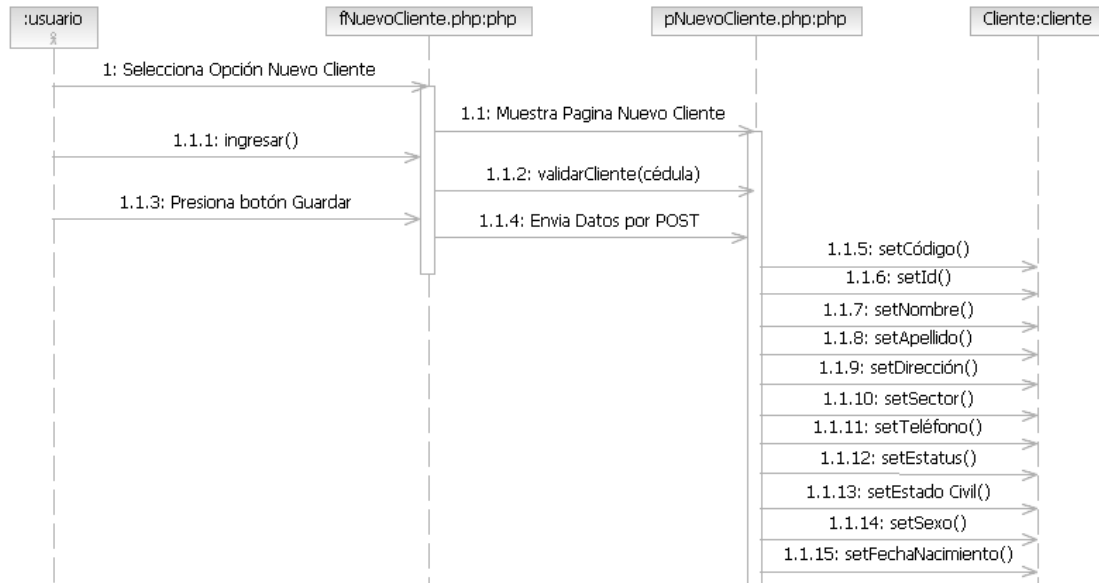 :usuario
fNuevoCliente.php:php
pNuevoCliente.php:php
Cliente:cliente
1: Selecciona Opción Nuevo Cliente
1.1: Muestra Pagina Nuevo Cliente
1.1.1: ingresar()
1.1.2: validarCliente(cédula)
1.1.3: Presiona botón Guardar
1.1.4: Envia Datos por POST
1.1.5: setCódigo()
1.1.6: setId()
1.1.7: setNombre()
1.1.8: setApellido()
1.1.9: setDirección()
1.1.10: setSector()
1.1.11: setTeléfono()
1.1.12: setEstatus()
1.1.13: setEstado Civil()
1.1.14: setSexo()
1.1.15: setFechaNacimiento()